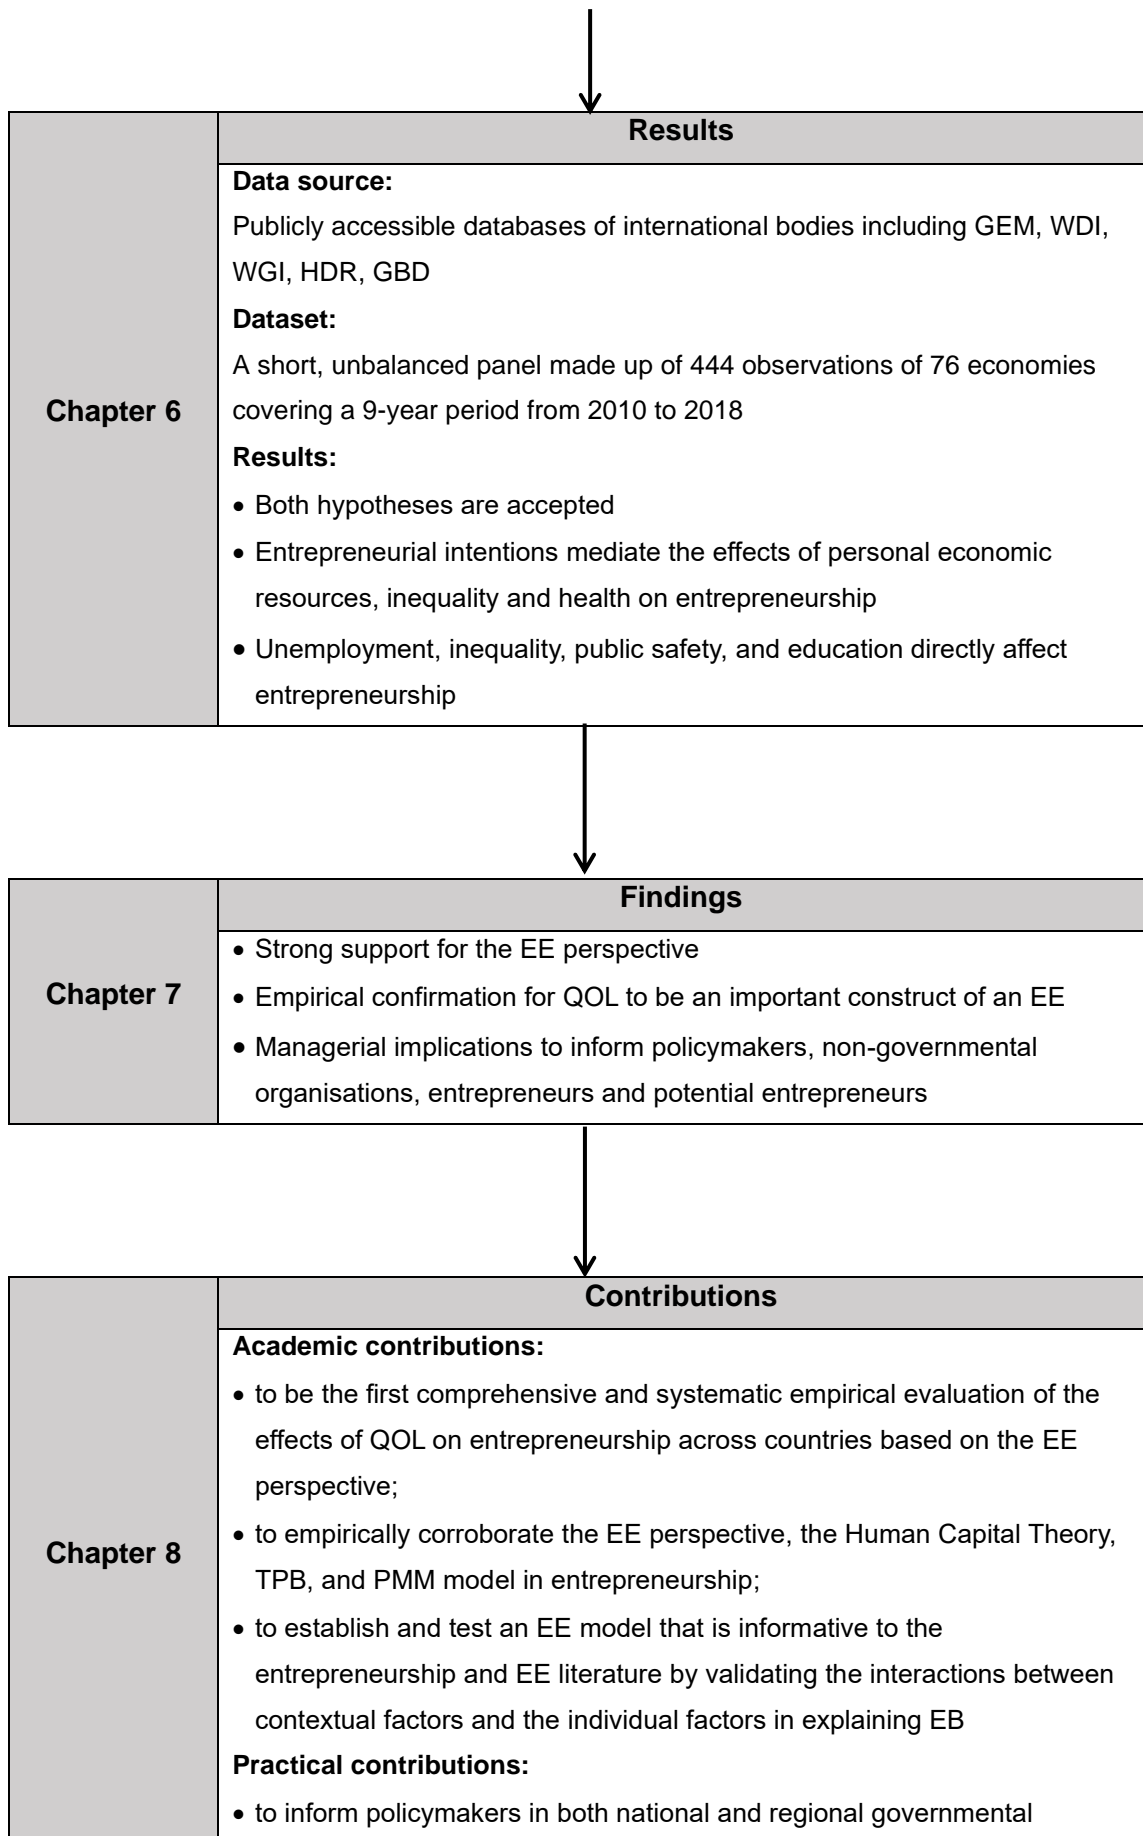 Results
Data source:
Publicly accessible databases of international bodies including GEM, WDI,
WGI, HDR, GBD
Dataset:
A short, unbalanced panel made up of 444 observations of 76 economies
covering a 9-year period from 2010 to 2018
Chapter 6
Results:
• Both hypotheses are accepted
• Entrepreneurial intentions mediate the effects of personal economic
resources, inequality and health on entrepreneurship
• Unemployment, inequality, public safety, and education directly affect
entrepreneurship
Findings
• Strong support for the EE perspective
Chapter 7
• Empirical confirmation for QOL to be an important construct of an EE
• Managerial implications to inform policymakers, non-governmental
organisations, entrepreneurs and potential entrepreneurs
Contributions
Academic contributions:
• to be the first comprehensive and systematic empirical evaluation of the
effects of QOL on entrepreneurship across countries based on the EE
perspective;
Chapter 8
• to empirically corroborate the EE perspective, the Human Capital Theory,
TPB, and PMM model in entrepreneurship;
• to establish and test an EE model that is informative to the
entrepreneurship and EE literature by validating the interactions between
contextual factors and the individual factors in explaining EB
Practical contributions:
• to inform policymakers in both national and regional governmental